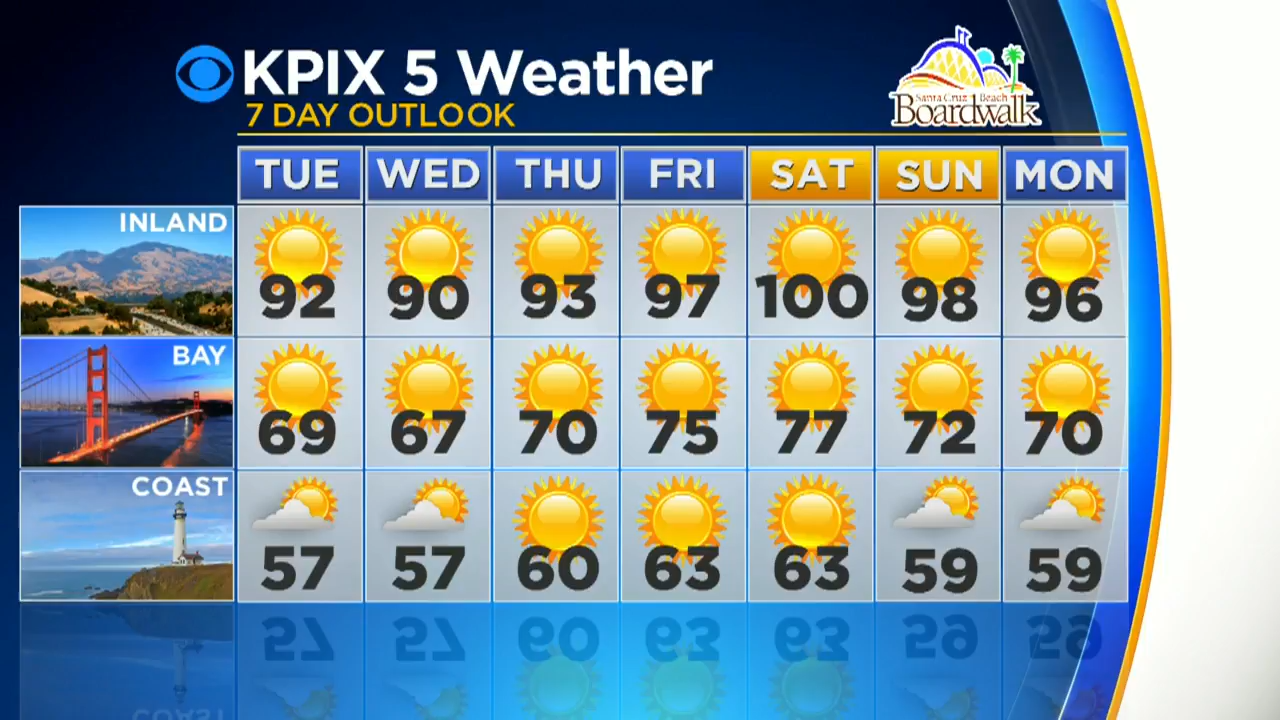 KPIX 5 Weather
7 DAY OUTLOOK
Santa Cruz Beach
Boardwalk
TUE WED THU FRI SAT SUN MON
INLAND
92 90 93 97 100 98 96
BAY
69 67 70 75 77 72 70
COAST
57 57 60 63 63 59 59